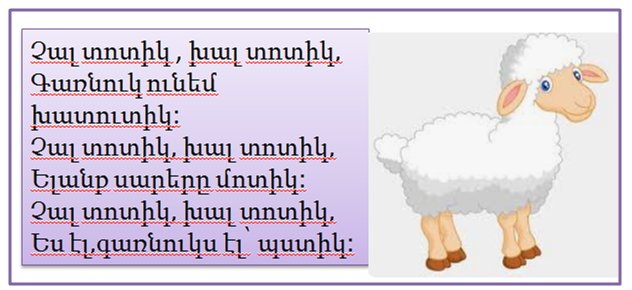 Չալ տոտիկ , խալ տոտիկ,
Գառնուկ ունեմ
խատուտիկ:
Չալ տոտիկ, խալ տոտիկ,
Ելանք սարերը մոտիկ:
Չալ տոտիկ, խալ տոտիկ,
Ես էլ,գառնուկս էլ՝ պստիկ: